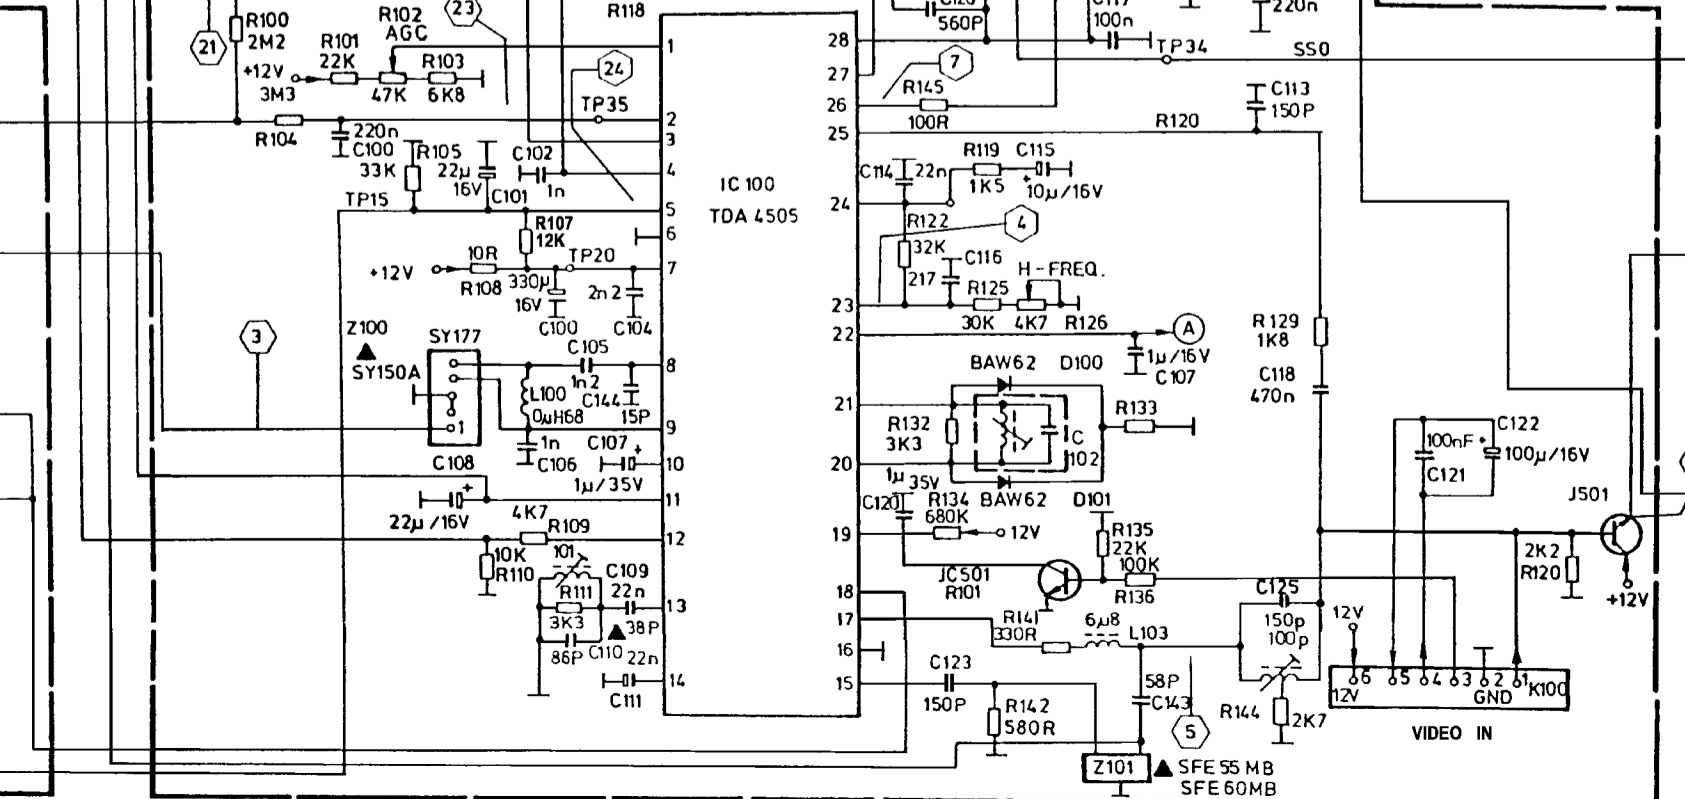 R100
2M2
21
R102
AGC
23
R118
R101
22K
+12V
3M3
R103
47K
6K8
24
TP35
R104
220n
C100
33K
R105
22µ
16V
C101
C102
1n
TP15
R107
12K
10R
+12V
R108
330µ
16V
C100
TP20
2n2
C104
3
Z100
SY177
SY150A
1
C105
1n2
L100
0µH68
C144
15P
1n
C106
C107
+
1µ/35V
C108
+
22µ/16V
4K7
R109
10K
R110
101
R111
3K3
86P
C109
22n
38P
C110
22n
C111
IC100
TDA 4505
1
2
3
4
5
6
7
8
9
10
11
12
13
14
28
27
26
25
24
23
22
21
20
19
18
17
16
15
560P
100n
220n
TP34
SSO
7
R145
100R
C113
150P
R120
C114
22n
R119
1K5
C115
+10µ/16V
R122
32K
217
4
C116
H-FREQ.
R125
30K
4K7
R126
A
1µ/16V
C107
BAW62
D100
R132
3K3
C
102
R133
BAW62
D101
1µ
35V
C120
R134
680K
12V
R135
22K
100K
R136
JC501
R101
R129
1K8
C118
470n
R141
330R
6µ8
L103
C123
150P
R142
580R
58P
C143
5
Z101
SFE55MB
SFE60MB
C125
150p
100p
R144
2K7
100nF
+
C121
C122
100µ/16V
J501
2K2
R120
+12V
12V
6
5
4
3
2
1
12V
GND
K100
VIDEO IN